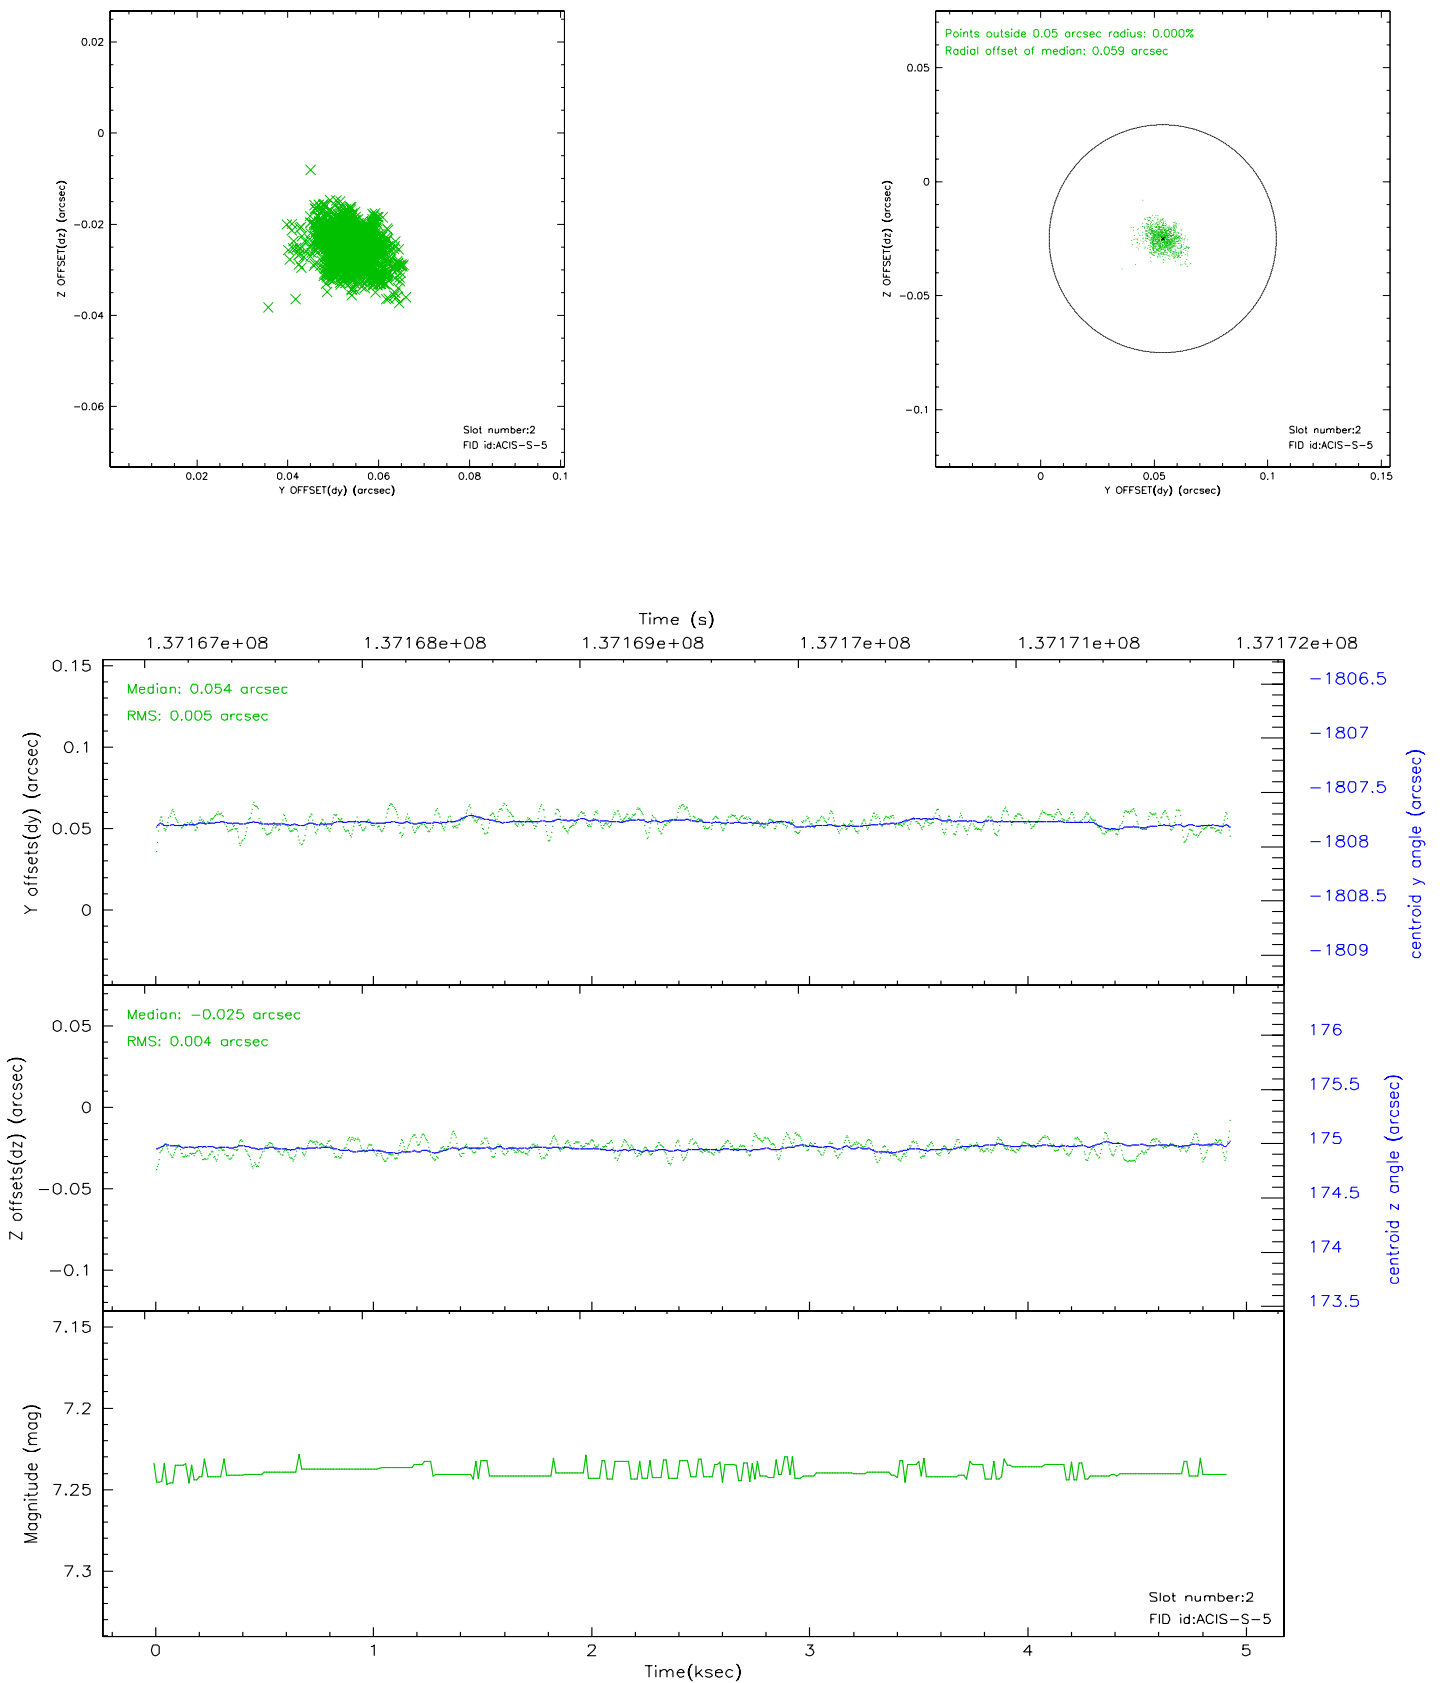 0.02
0
-0.02
-0.04
-0.06
Z OFFSET(dz) (arcsec)
Slot number:2
FID id:ACIS-S-5
0.02
0.04
0.06
0.08
0.1
Y OFFSET(dy) (arcsec)
Points outside 0.05 arcsec radius: 0.000%
Radial offset of median: 0.059 arcsec
0.05
0
-0.05
-0.1
Z OFFSET(dz) (arcsec)
Slot number:2
FID id:ACIS-S-5
0
0.05
0.1
0.15
Y OFFSET(dy) (arcsec)
Time (s)
1.37167e+08
1.37168e+08
1.37169e+08
1.3717e+08
1.37171e+08
1.37172e+08
0.15
0.1
0.05
0
Y offsets(dy) (arcsec)
Median: 0.054 arcsec
RMS: 0.005 arcsec
-1806.5
-1807
-1807.5
-1808
-1808.5
-1809
centroid y angle (arcsec)
0.05
0
-0.05
-0.1
Z offsets(dz) (arcsec)
Median: -0.025 arcsec
RMS: 0.004 arcsec
176
175.5
175
174.5
174
173.5
centroid z angle (arcsec)
7.15
7.2
7.25
7.3
Magnitude (mag)
Slot number:2
FID id:ACIS-S-5
0
1
2
3
4
5
Time(ksec)